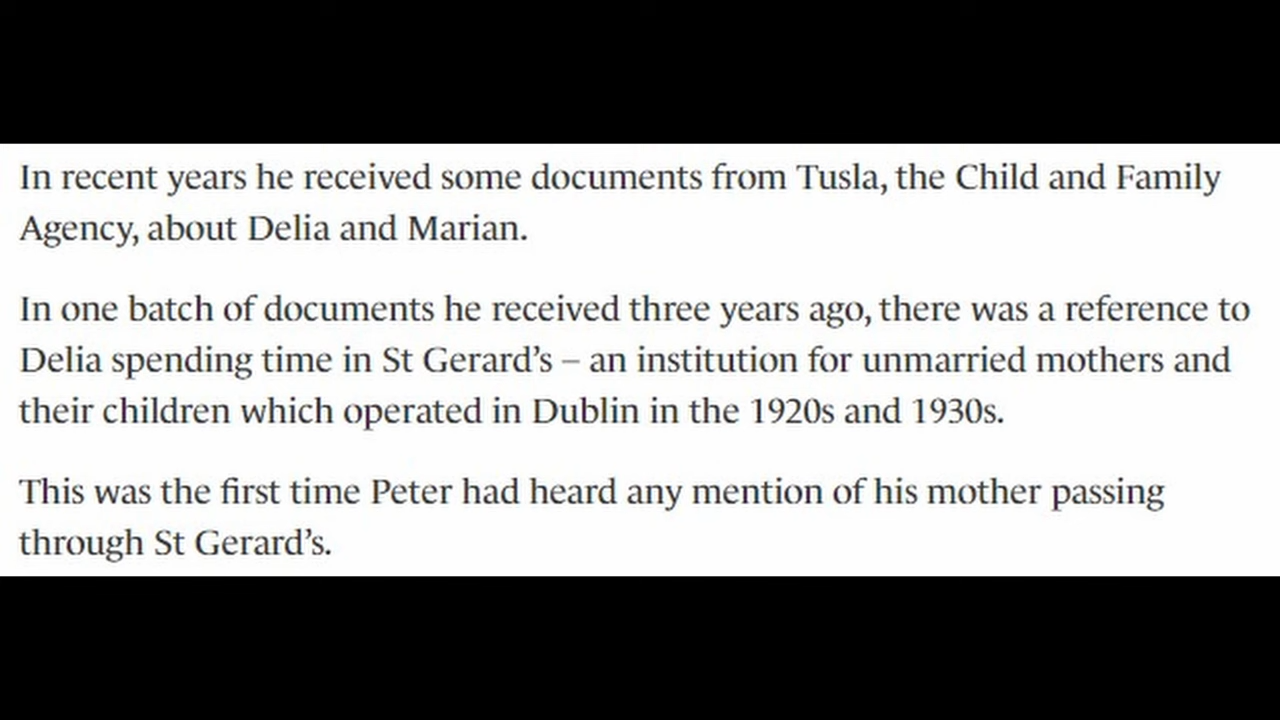 In recent years he received some documents from Tusla, the Child and Family
Agency, about Delia and Marian.
In one batch of documents he received three years ago, there was a reference to
Delia spending time in St Gerard’s – an institution for unmarried mothers and
their children which operated in Dublin in the 1920s and 1930s.
This was the first time Peter had heard any mention of his mother passing
through St Gerard’s.